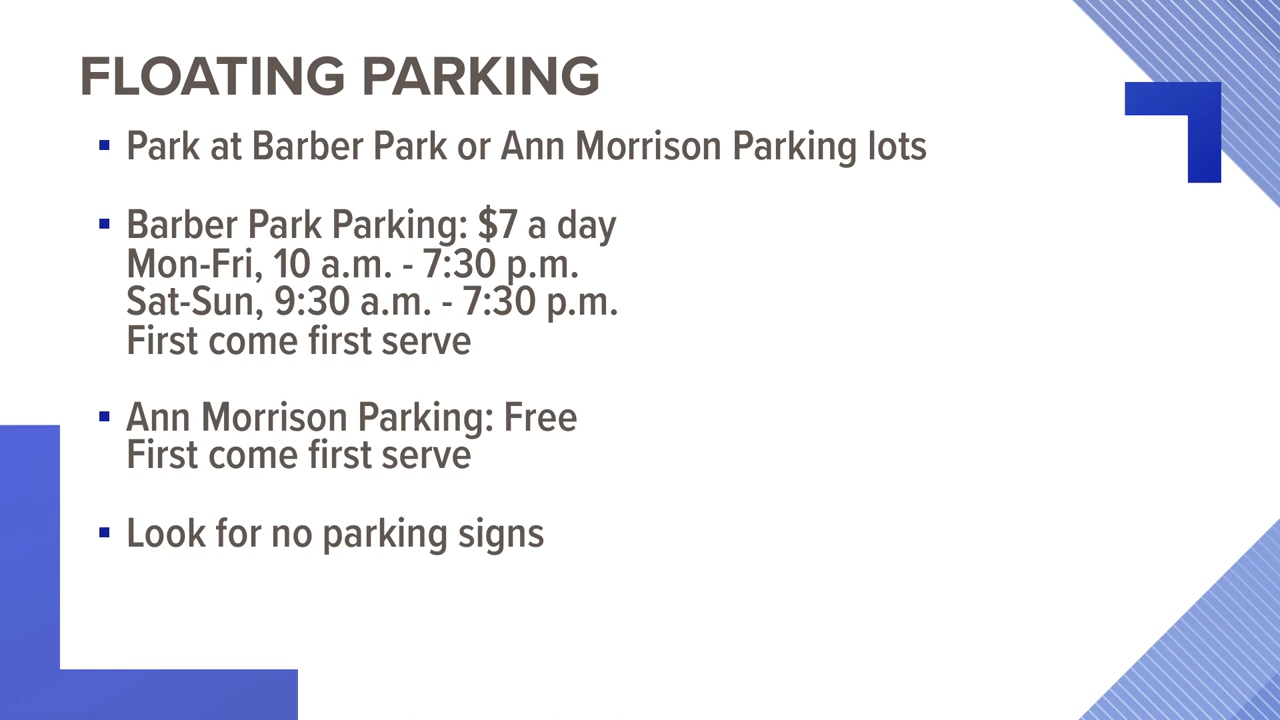 FLOATING PARKING
Park at Barber Park or Ann Morrison Parking lots
Barber Park Parking: $7 a day
Mon-Fri, 10 a.m. - 7:30 p.m.
Sat-Sun, 9:30 a.m. - 7:30 p.m.
First come first serve
Ann Morrison Parking: Free
First come first serve
Look for no parking signs